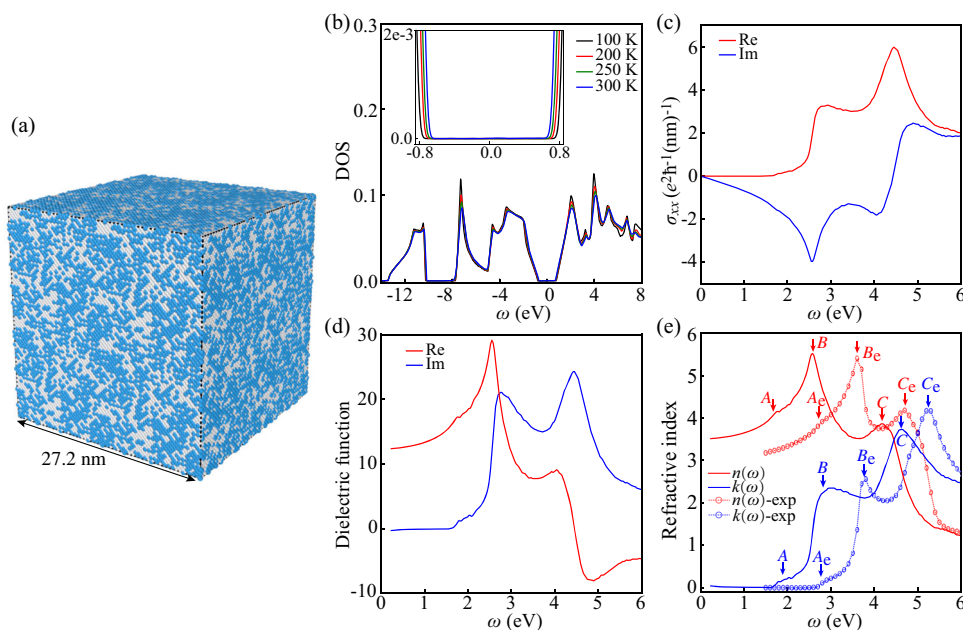 (a)
27.2 nm
(b)
0.3
0.2
0.1
0.0
DOS
2e-3
0.0
-0.8
0.0
0.8
100 K
200 K
250 K
300 K
-12
-8
-4
0
4
8
ω (eV)
(c)
Re
Im
6
4
2
0
-2
-4
σxx (e²ħ⁻¹(nm)⁻¹)
0
1
2
3
4
5
6
ω (eV)
(d)
30
20
10
0
-10
Dielectric function
Re
Im
0
1
2
3
4
5
6
ω (eV)
(e)
6
5
4
3
2
1
0
Refractive index
A
B
Ae
Be
C
Ce
Ce
C
B
Be
A
Ae
n(ω)
k(ω)
n(ω)-exp
k(ω)-exp
0
1
2
3
4
5
6
ω (eV)